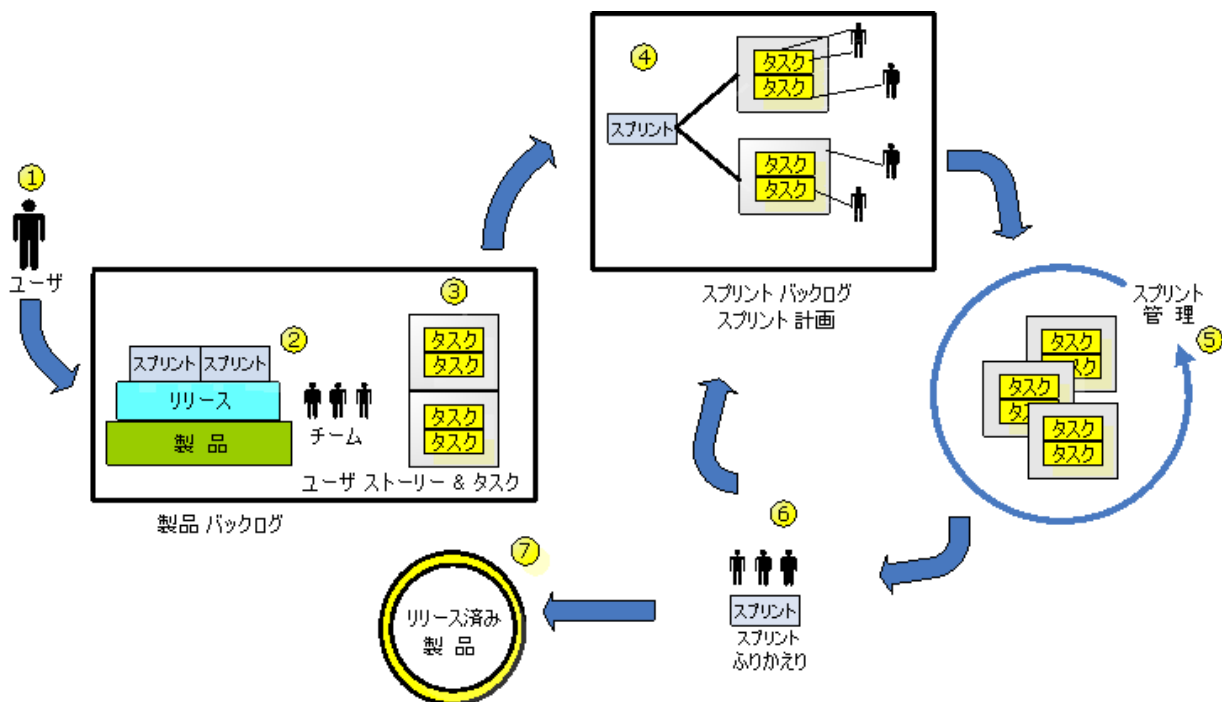 ①
ユーザ
②
スプリント スプリント
リリース
製 品
チーム
③
タスク
タスク
タスク
タスク
ユーザ ストーリー & タスク
製品 バックログ
④
スプリント
タスク
タスク
タスク
タスク
スプリント バックログ
スプリント 計画
スプリント
管 理
⑤
タスク
タスク
タスク
タスク
タスク
タスク
⑥
スプリント
スプリント
ふりかえり
⑦
リリース済み
製 品